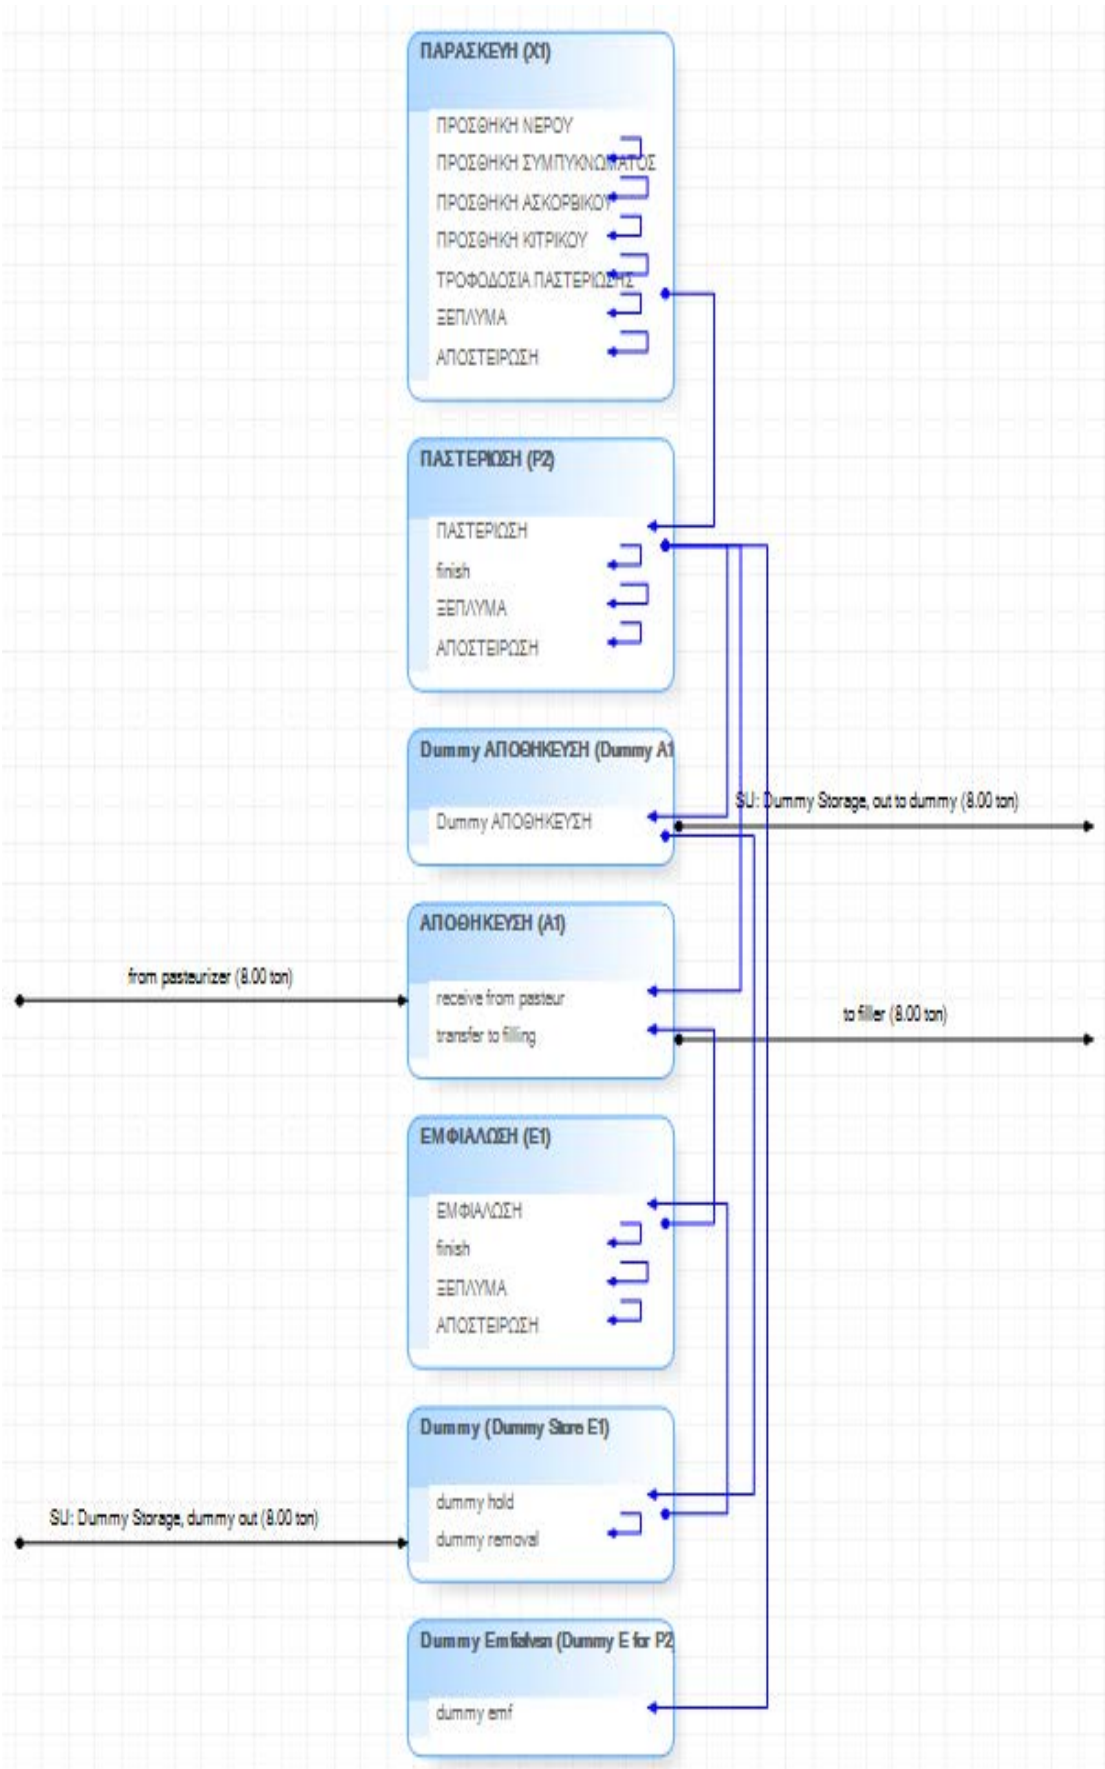 ΠΑΡΑΣΚΕΥΗ (X1)
ΠΡΟΣΘΗΚΗ ΝΕΡΟΥ
ΠΡΟΣΘΗΚΗ ΣΥΜΠΥΚΝΩΜΑΤΟΣ
ΠΡΟΣΘΗΚΗ ΑΣΚΟΡΒΙΚΟΥ
ΠΡΟΣΘΗΚΗ ΚΙΤΡΙΚΟΥ
ΤΡΟΦΟΔΟΣΙΑ ΠΑΣΤΕΡΙΩΣΗΣ
ΞΕΠΛΥΜΑ
ΑΠΟΣΤΕΙΡΩΣΗ
ΠΑΣΤΕΡΙΩΣΗ (P2)
ΠΑΣΤΕΡΙΩΣΗ
finish
ΞΕΠΛΥΜΑ
ΑΠΟΣΤΕΙΡΩΣΗ
Dummy ΑΠΟΘΗΚΕΥΣΗ (Dummy A1
SU: Dummy Storage, out to dummy (8.00 ton)
Dummy ΑΠΟΘΗΚΕΥΣΗ
ΑΠΟΘΗΚΕΥΣΗ (A1)
from pasteurizer (8.00 ton)
receive from pasteur
to filler (8.00 ton)
transfer to filling
ΕΜΦΙΑΛΩΣΗ (E1)
ΕΜΦΙΑΛΩΣΗ
finish
ΞΕΠΛΥΜΑ
ΑΠΟΣΤΕΙΡΩΣΗ
Dummy (Dummy Store E1)
dummy hold
SU: Dummy Storage, dummy out (8.00 ton)
dummy removal
Dummy Emfialvsn (Dummy E for P2
dummy emf